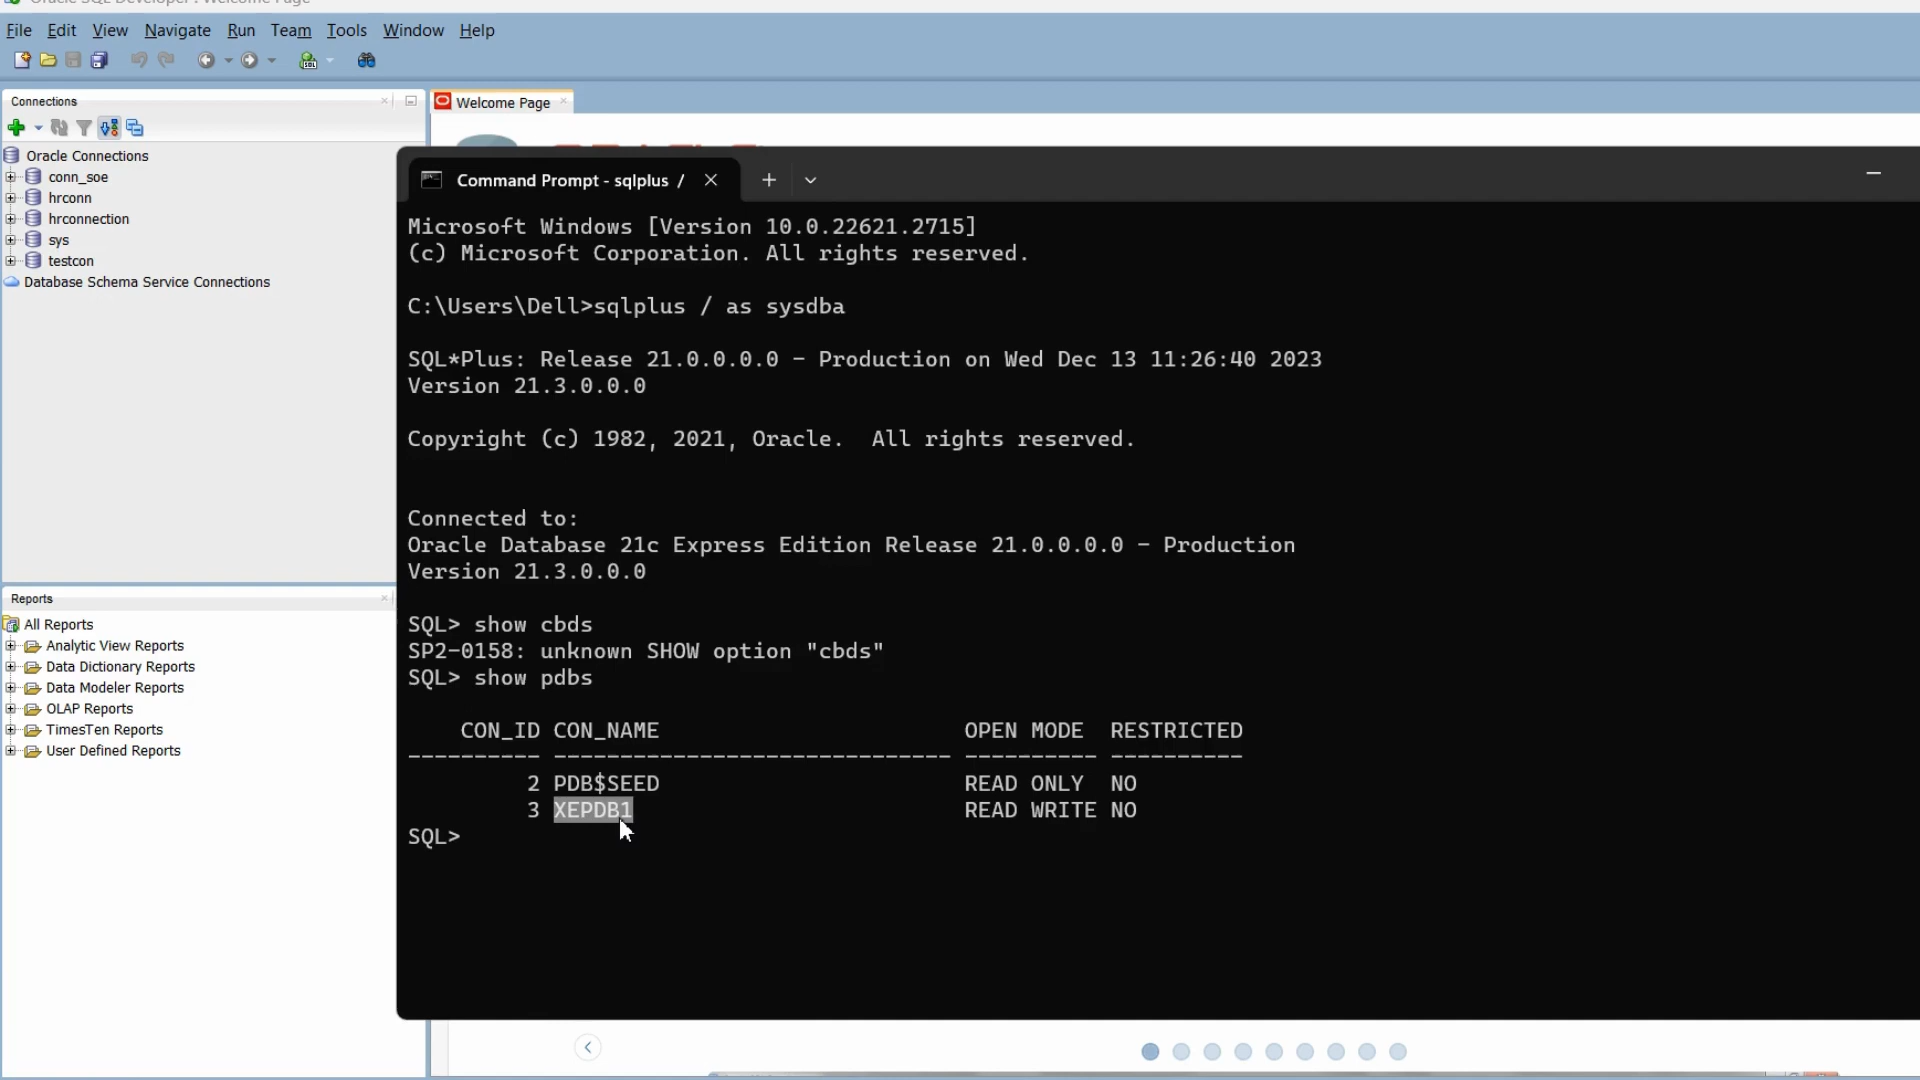 Oracle SQL Developer : Welcome Page
File Edit View Navigate Run Team Tools Window Help
Connections
Oracle Connections
conn_soe
hrconn
hrconnection
sys
testcon
Database Schema Service Connections
Reports
All Reports
Analytic View Reports
Data Dictionary Reports
Data Modeler Reports
OLAP Reports
TimesTen Reports
User Defined Reports
Welcome Page
Command Prompt - sqlplus /
Microsoft Windows [Version 10.0.22621.2715]
(c) Microsoft Corporation. All rights reserved.
C:\Users\Dell>sqlplus / as sysdba
SQL*Plus: Release 21.0.0.0.0 - Production on Wed Dec 13 11:26:40 2023
Version 21.3.0.0.0
Copyright (c) 1982, 2021, Oracle.  All rights reserved.
Connected to:
Oracle Database 21c Express Edition Release 21.0.0.0.0 - Production
Version 21.3.0.0.0
SQL> show cbds
SP2-0158: unknown SHOW option "cbds"
SQL> show pdbs
CON_ID CON_NAME OPEN MODE RESTRICTED
---------- ------------------------------ ---------- ----------
2 PDB$SEED READ ONLY NO
3 XEPDB1 READ WRITE NO
SQL>